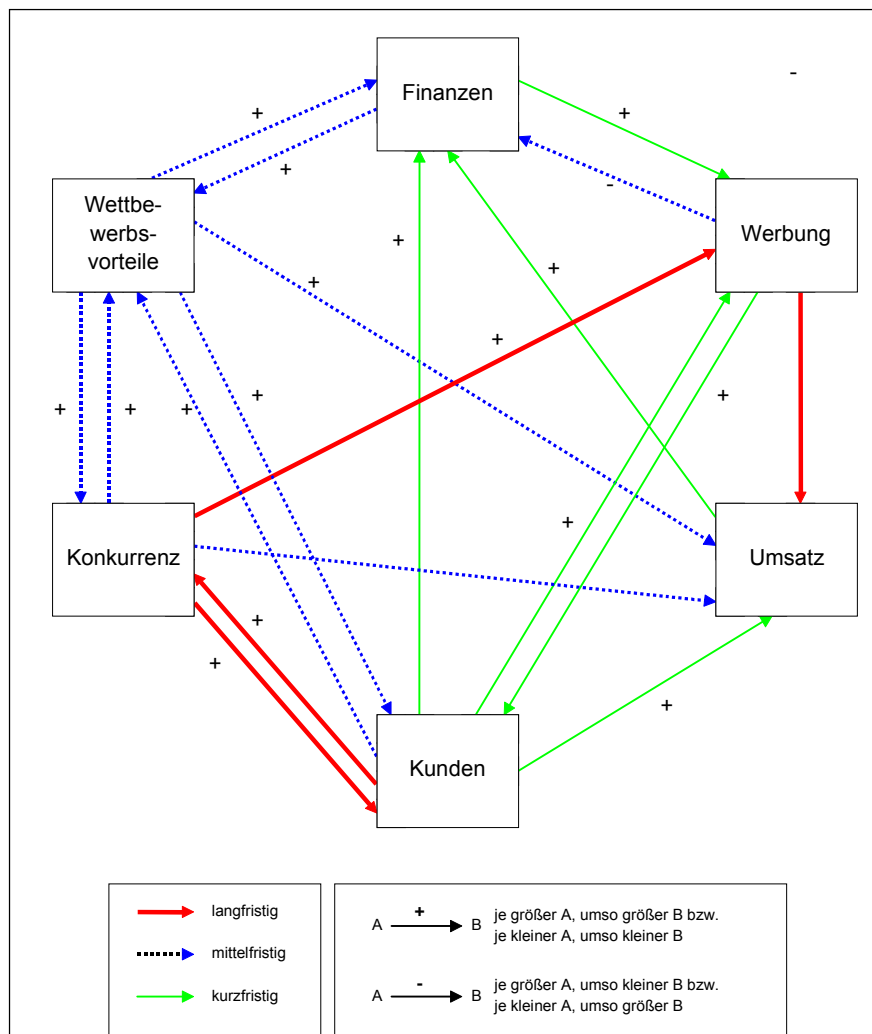 -
Finanzen
+
+
+
-
Wettbe-
werbs-
vorteile
Werbung
+
+
+
+
+
+
+
+
+
+
Konkurrenz
+
Umsatz
+
+
+
Kunden
langfristig
mittelfristig
kurzfristig
A + B je größer A, umso größer B bzw.
je kleiner A, umso kleiner B
A - B je größer A, umso kleiner B bzw.
je kleiner A, umso größer B